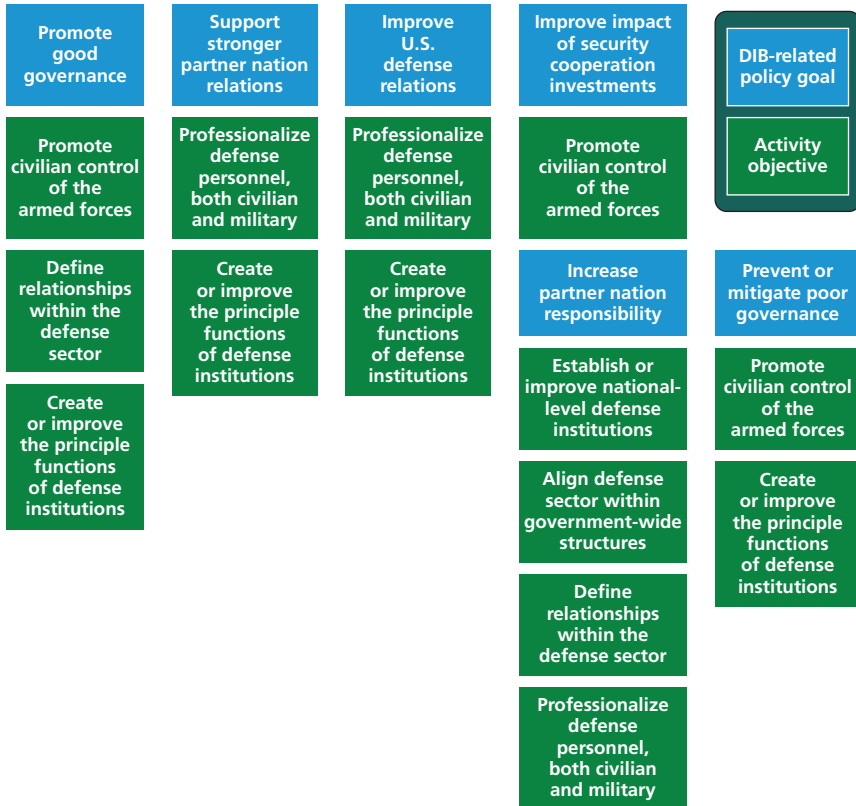 Promote
good
governance
Promote
civilian control
of the
armed forces
Define
relationships
within the
defense
sector
Create
or improve
the principle
functions
of defense
institutions
Support
stronger
partner nation
relations
Professionalize
defense
personnel,
both civilian
and military
Create
or improve
the principle
functions
of defense
institutions
Improve
U.S.
defense
relations
Professionalize
defense
personnel,
both civilian
and military
Create
or improve
the principle
functions
of defense
institutions
Improve impact
of security
cooperation
investments
Promote
civilian control
of the
armed forces
Increase
partner nation
responsibility
Establish or
improve national-
level defense
institutions
Align defense
sector within
government-wide
structures
Define
relationships
within the
defense sector
Professionalize
defense
personnel,
both civilian
and military
DIB-related
policy goal
Activity
objective
Prevent or
mitigate poor
governance
Promote
civilian control
of the
armed forces
Create
or improve
the principle
functions
of defense
institutions